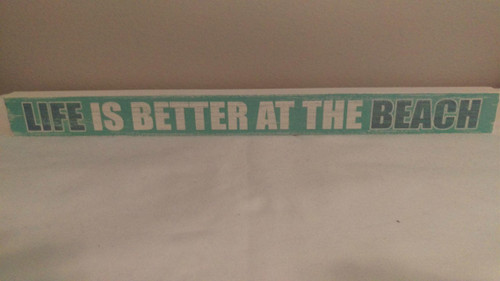 LIFE IS BETTER AT THE BEACH